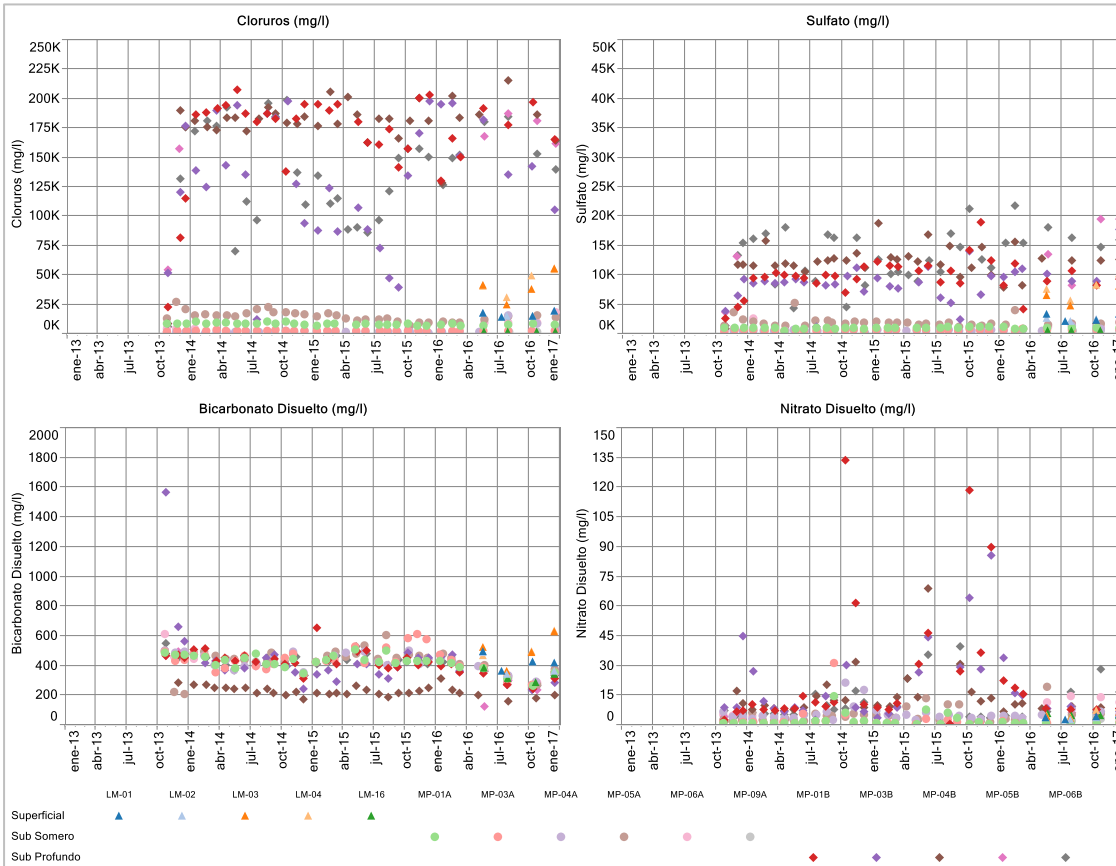 Cloruros (mg/l)
Sulfato (mg/l)
Cloruros (mg/l)
250K
225K
200K
175K
150K
125K
100K
75K
50K
25K
0K
ene-13
abr-13
jul-13
oct-13
ene-14
abr-14
jul-14
oct-14
ene-15
abr-15
jul-15
oct-15
ene-16
abr-16
jul-16
oct-16
ene-17
Sulfato (mg/l)
50K
45K
40K
35K
30K
25K
20K
15K
10K
5K
0K
ene-13
abr-13
jul-13
oct-13
ene-14
abr-14
jul-14
oct-14
ene-15
abr-15
jul-15
oct-15
ene-16
abr-16
jul-16
oct-16
Bicarbonato Disuelto (mg/l)
Nitrato Disuelto (mg/l)
Bicarbonato Disuelto (mg/l)
2000
1800
1600
1400
1200
1000
800
600
400
200
0
ene-13
abr-13
jul-13
oct-13
ene-14
abr-14
jul-14
oct-14
ene-15
abr-15
jul-15
oct-15
ene-16
abr-16
jul-16
oct-16
ene-17
Nitrato Disuelto (mg/l)
150
135
120
105
90
75
60
45
30
15
0
ene-13
abr-13
jul-13
oct-13
ene-14
abr-14
jul-14
oct-14
ene-15
abr-15
jul-15
oct-15
ene-16
abr-16
jul-16
oct-16
LM-01 LM-02 LM-03 LM-04 LM-16 MP-01A MP-03A MP-04A MP-05A MP-06A MP-09A MP-01B MP-03B MP-04B MP-05B MP-06B
Superficial
Sub Somero
Sub Profundo